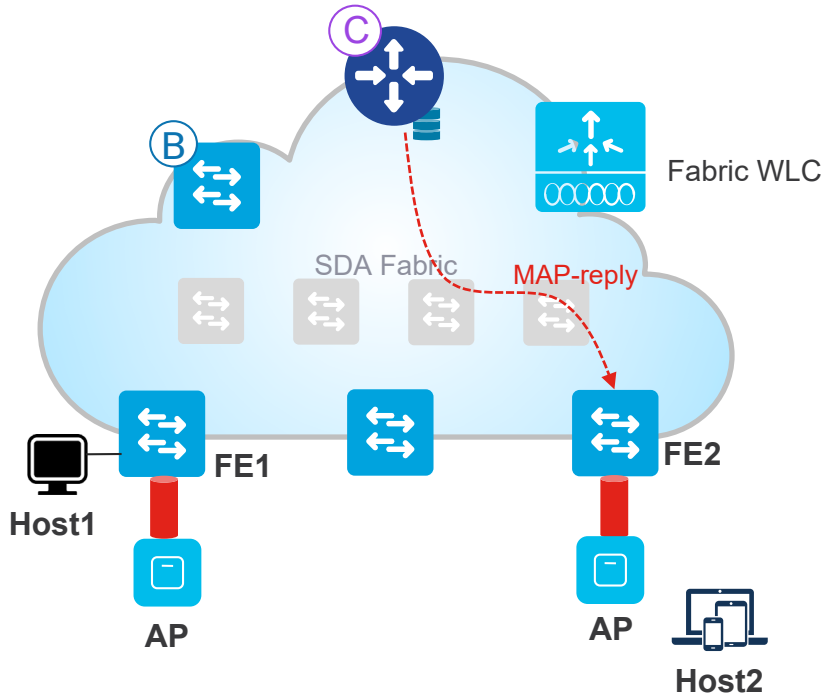 C
B
Fabric WLC
SDA Fabric
MAP-reply
FE1
FE2
Host1
AP
AP
Host2